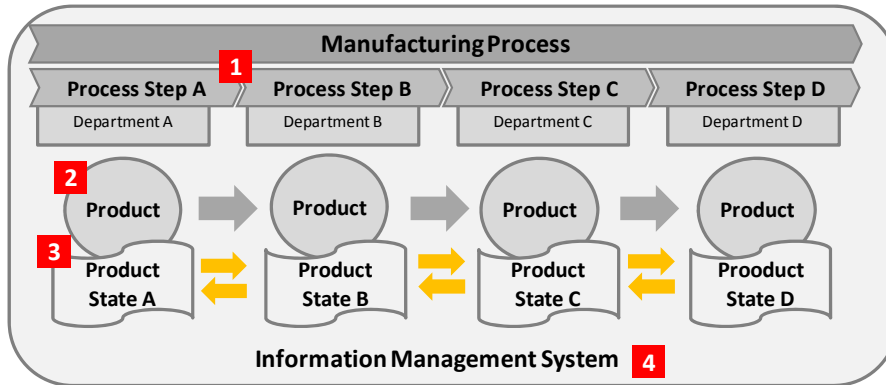 Manufacturing Process
1
Process Step A Process Step B Process Step C Process Step D
Department A Department B Department C Department D
2
Product Product Product Product
3
Product Product Product Prooduct
State A State B State C State D
Information Management System 4